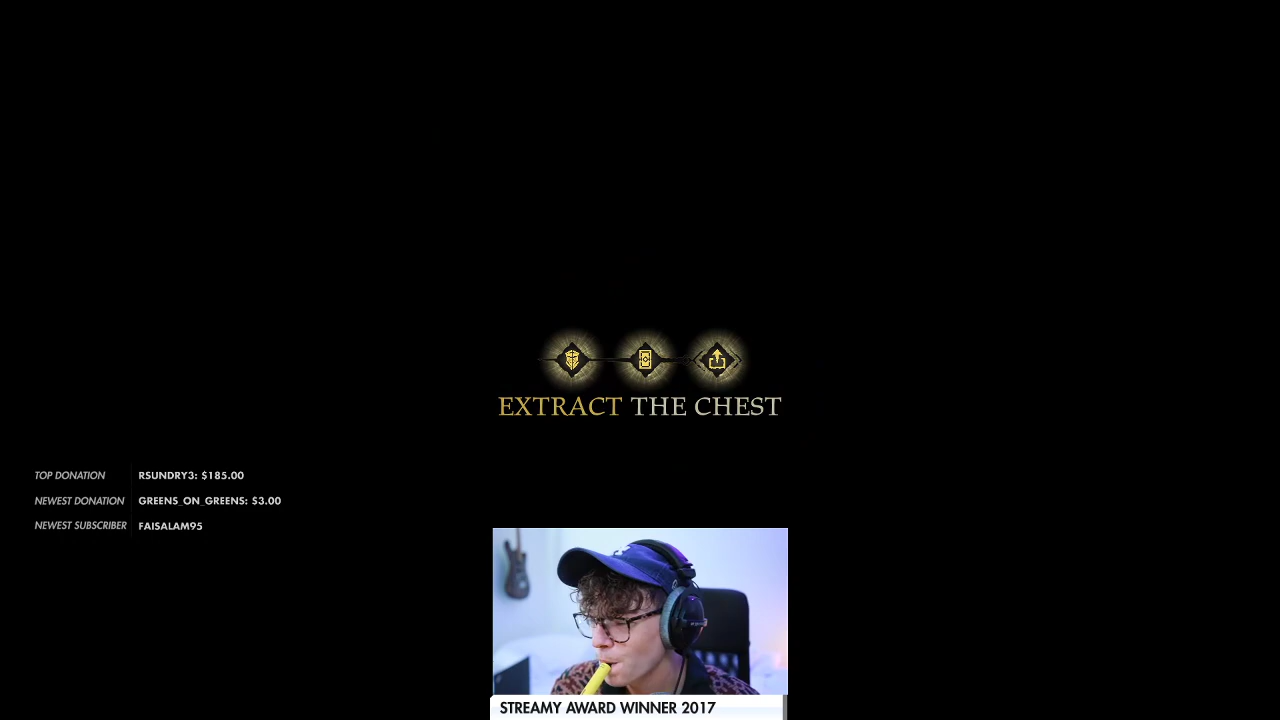 EXTRACT THE CHEST
TOP DONATION RSUNDRY3: $185.00
NEWEST DONATION GREENS_ON_GREENS: $3.00
NEWEST SUBSCRIBER FAISALAM95
STREAMY AWARD WINNER 2017